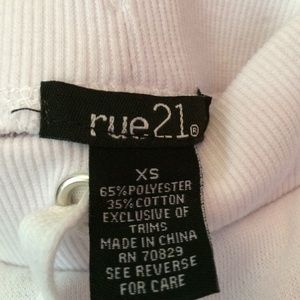 rue21®
XS
65%POLYESTER
35%COTTON
EXCLUSIVE OF
TRIMS
MADE IN CHINA
RN 70829
SEE REVERSE
FOR CARE